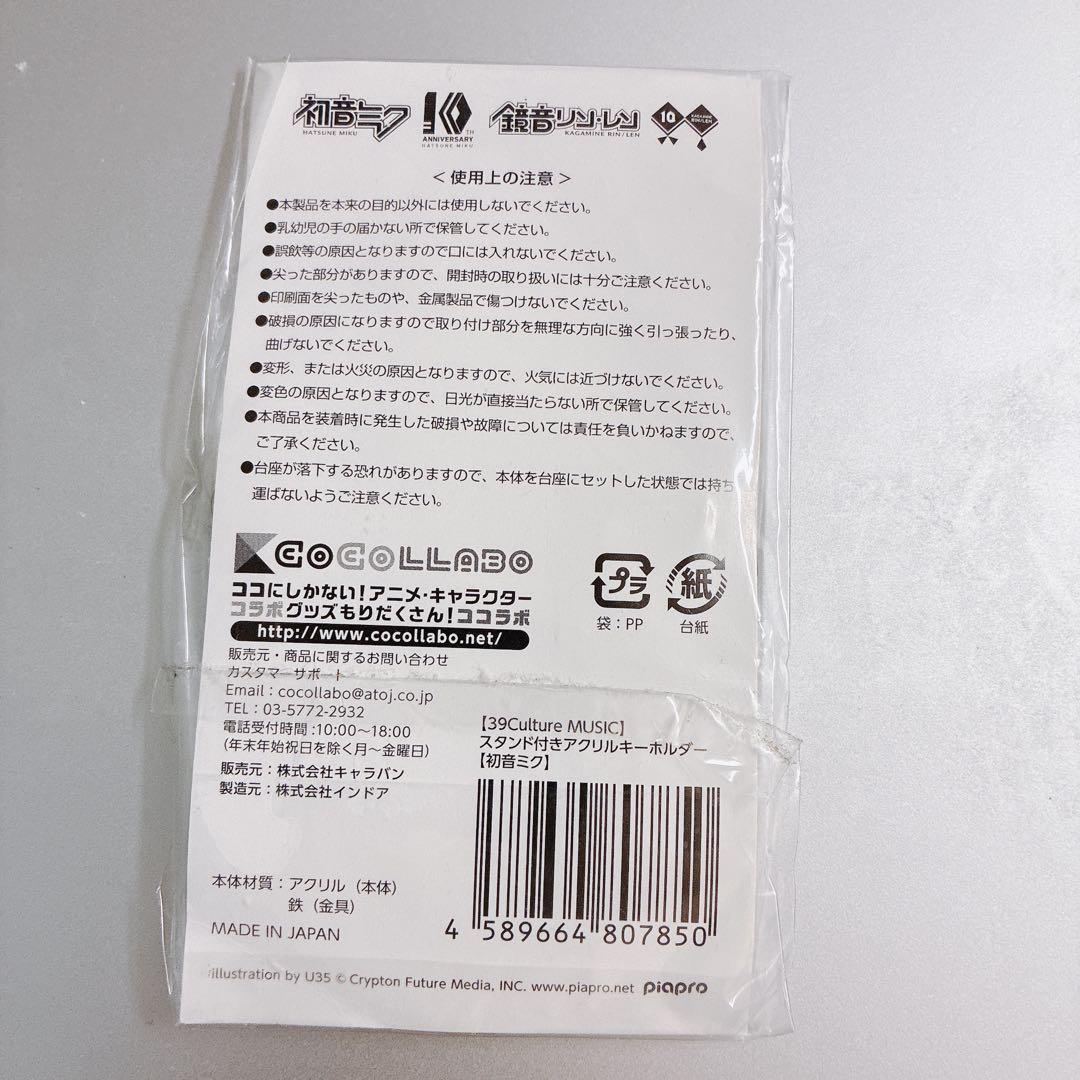 初音ミク
HATSUNE MIKU
10TH
ANNIVERSARY
HATSUNE MIKU
鏡音リン・レン
KAGAMINE RIN/LEN
10
KAGAMINE
RIN/LEN
＜使用上の注意＞
●本製品を本来の目的以外には使用しないでください。
●乳幼児の手の届かない所で保管してください。
●誤飲等の原因となりますので口には入れないでください。
●尖った部分がありますので、開封時の取り扱いには十分ご注意ください。
●印刷面を尖ったものや、金属製品で傷つけないでください。
●破損の原因になりますので取り付け部分を無理な方向に強く引っ張ったり、
曲げないでください。
●変形、または火災の原因となりますので、火気には近づけないでください。
●変色の原因となりますので、日光が直接当たらない所で保管してください。
●本商品を装着時に発生した破損や故障については責任を負いかねますので、
ご了承ください。
●台座が落下する恐れがありますので、本体を台座にセットした状態では持ち
運ばないようご注意ください。
COCOLLABO
ココにしかない！アニメ・キャラクター
コラボグッズもりだくさん！ココラボ
http://www.cocollabo.net/
プラ
袋：PP
紙
台紙
販売元・商品に関するお問い合わせ
カスタマーサポート
Email：cocollabo@atoj.co.jp
TEL：03-5772-2932
電話受付時間：10:00〜18:00
（年末年始祝日を除く月〜金曜日）
販売元：株式会社キャラバン
製造元：株式会社インドア
【39Culture MUSIC】
スタンド付きアクリルキーホルダー
【初音ミク】
4 589664 807850
本体材質：アクリル（本体）
鉄（金具）
MADE IN JAPAN
illustration by U35 © Crypton Future Media, INC. www.piapro.net piapro